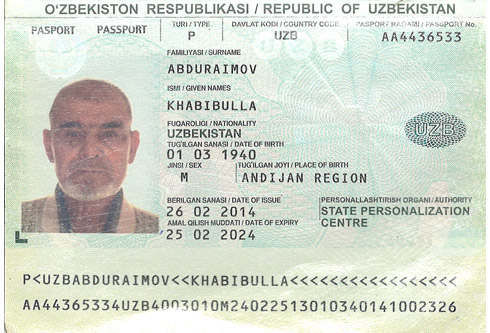 O'ZBEKISTON RESPUBLIKASI / REPUBLIC OF UZBEKISTAN
PASPORT PASSPORT
TURI / TYPE DAVLAT KODI / COUNTRY CODE PASPORT RAQAMI / PASSPORT No.
P UZB AA4436533
FAMILIYASI / SURNAME
ABDURAIMOV
ISMI / GIVEN NAMES
KHABIBULLA
FUQAROLIGI / NATIONALITY
UZBEKISTAN
UZB
TUG'ILGAN SANASI / DATE OF BIRTH
01 03 1940
JINSI / SEX TUG'ILGAN JOYI / PLACE OF BIRTH
M ANDIJAN REGION
BERILGAN SANASI / DATE OF ISSUE PERSONALLASHTIRISH ORGANI / AUTHORITY
26 02 2014 STATE PERSONALIZATION
AMAL QILISH MUDDATI / DATE OF EXPIRY CENTRE
25 02 2024
P<UZBABDURAIMOV<<KHABIBULLA<<<<<<<<<<<<<<<<<
AA44365334UZB4003010M24022513010340141002326